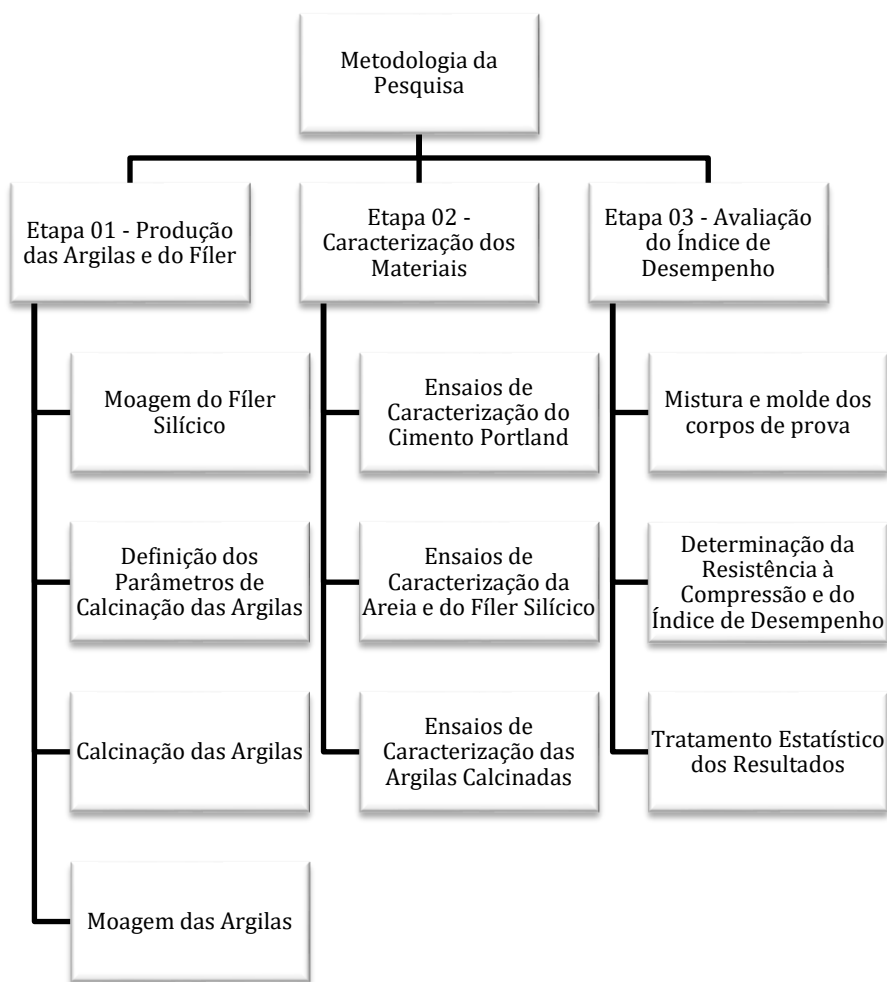 Metodologia da
Pesquisa
Etapa 01 - Produção
das Argilas e do Fíler
Moagem do Fíler
Silícico
Definição dos
Parâmetros de
Calcinação das Argilas
Calcinação das Argilas
Moagem das Argilas
Etapa 02 -
Caracterização dos
Materiais
Ensaios de
Caracterização do
Cimento Portland
Ensaios de
Caracterização da
Areia e do Fíler Silícico
Ensaios de
Caracterização das
Argilas Calcinadas
Etapa 03 - Avaliação
do Índice de
Desempenho
Mistura e molde dos
corpos de prova
Determinação da
Resistência à
Compressão e do
Índice de Desempenho
Tratamento Estatístico
dos Resultados